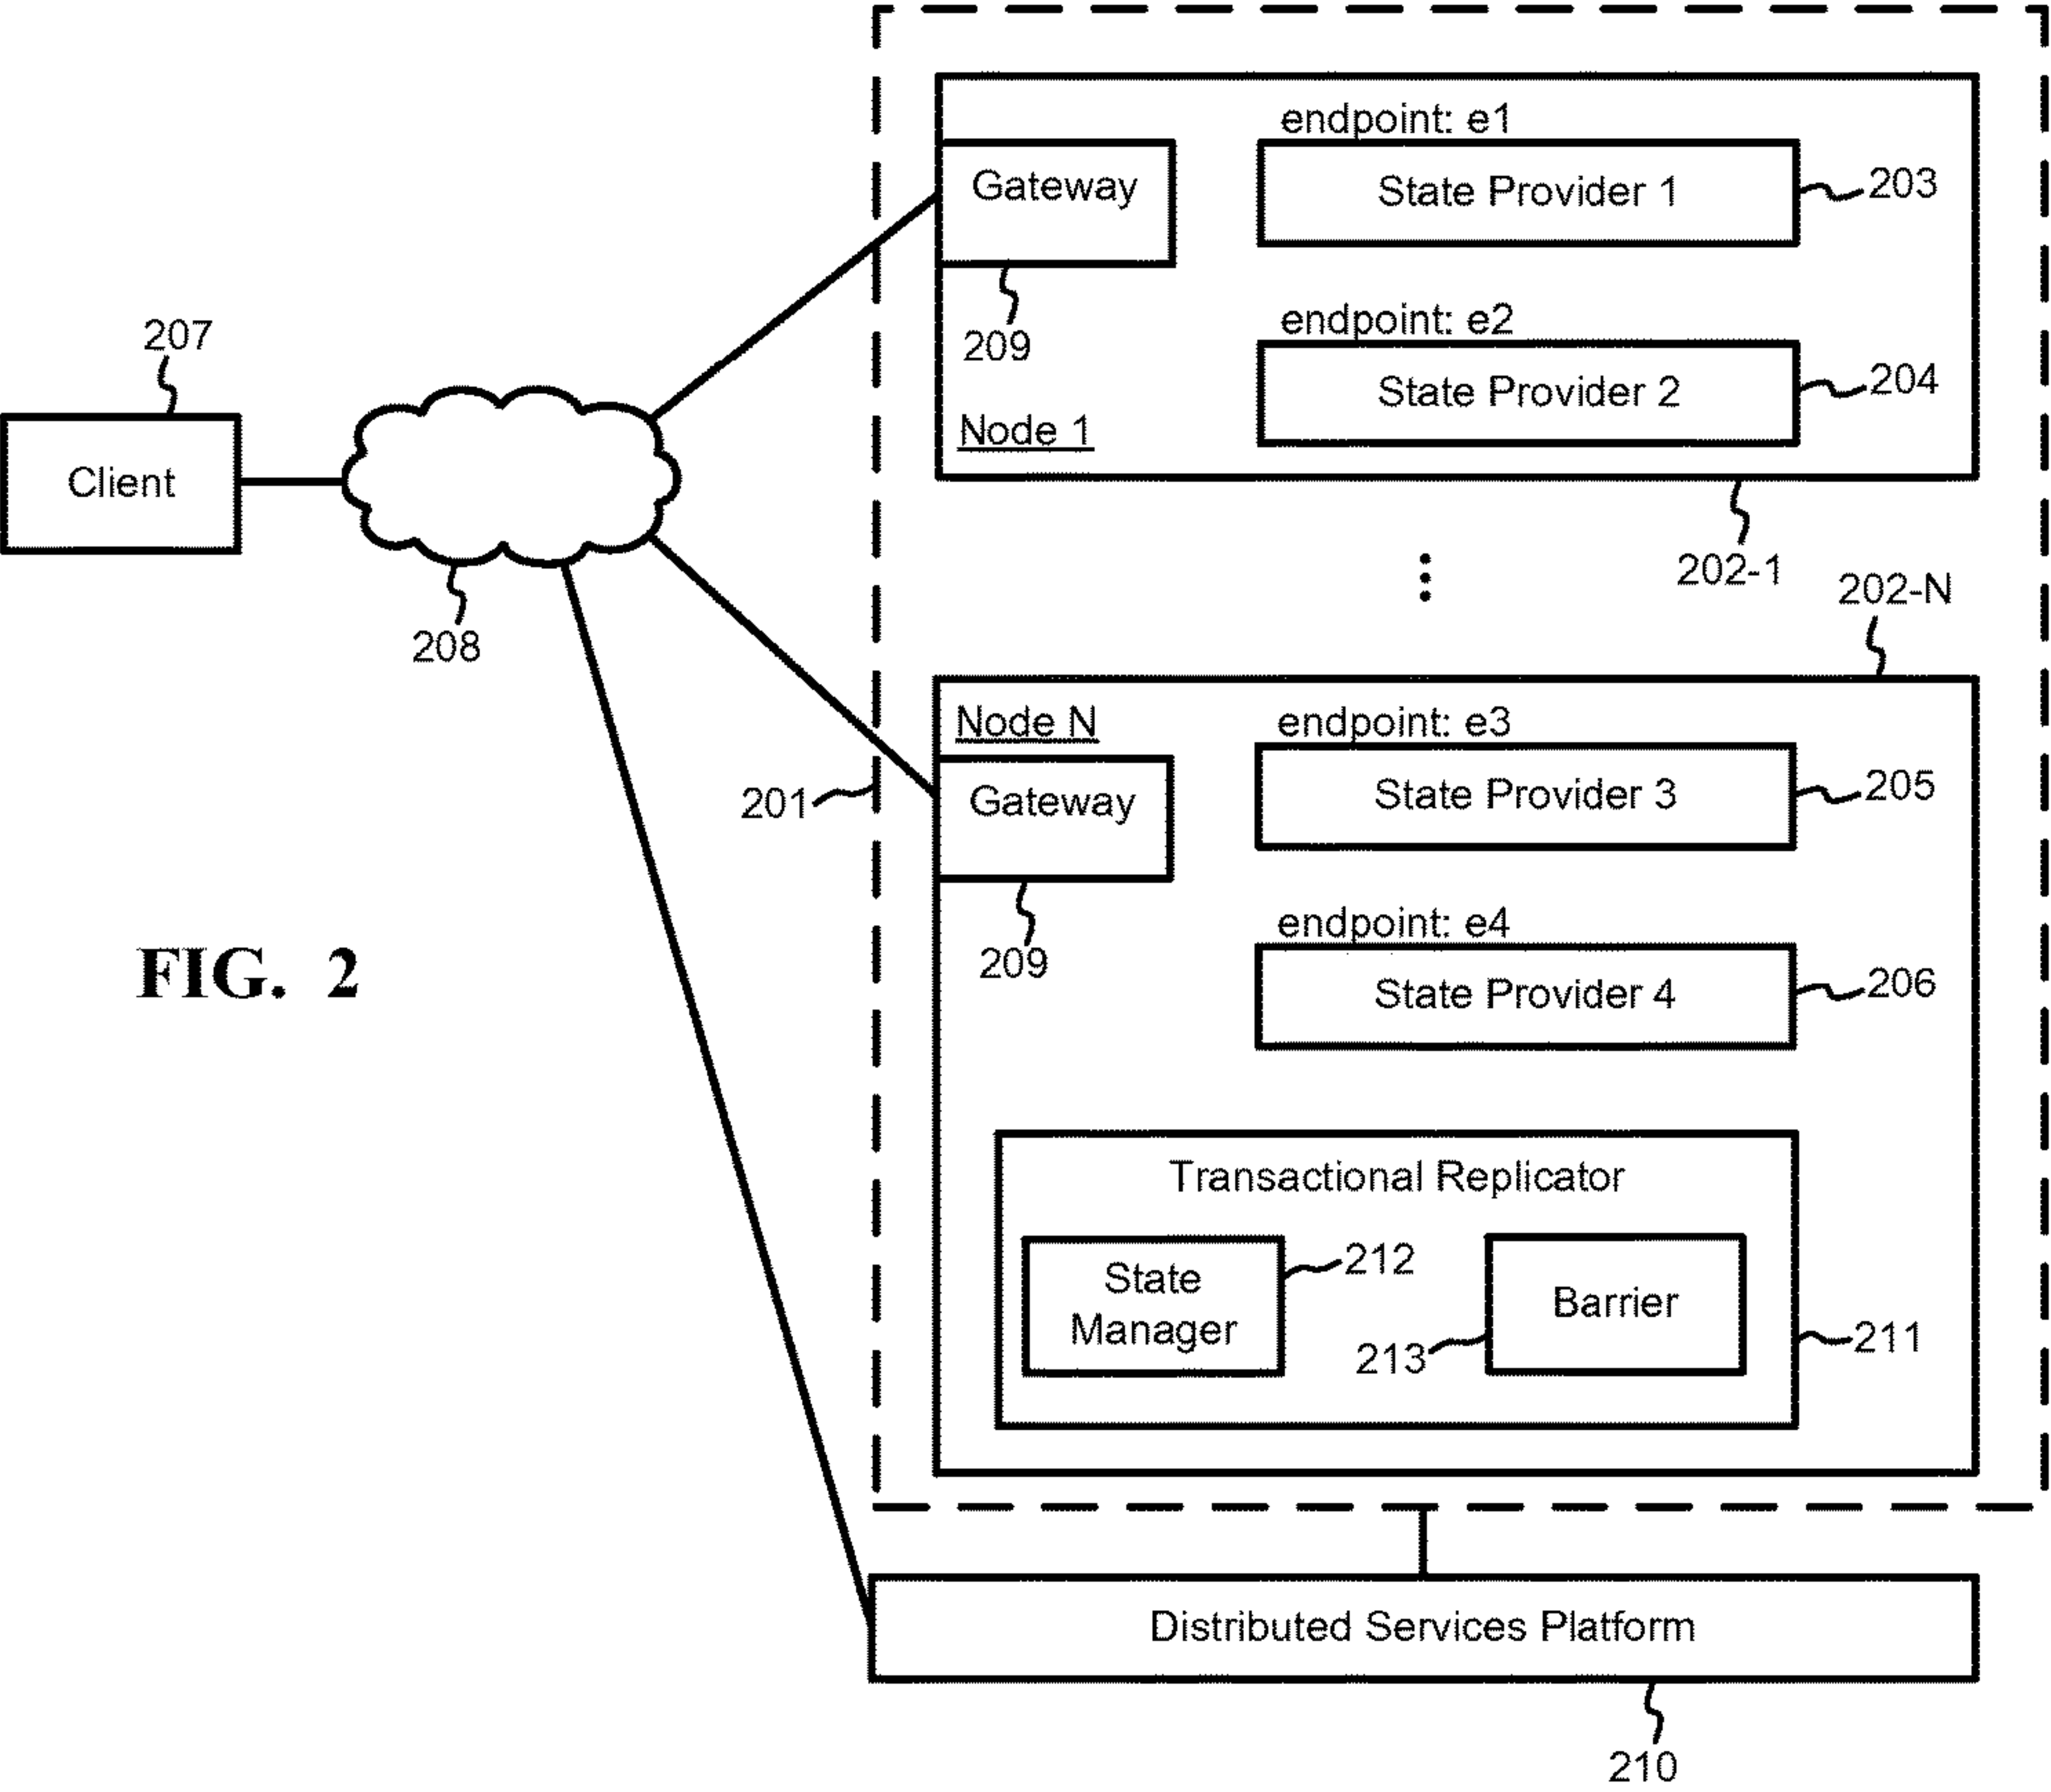 endpoint: e1
Gateway
State Provider 1
203
209
endpoint: e2
State Provider 2
204
Node 1
202-1
207
Client
208
202-N
Node N
endpoint: e3
201
Gateway
State Provider 3
205
209
endpoint: e4
State Provider 4
206
FIG. 2
Transactional Replicator
State
Manager
212
Barrier
213
211
Distributed Services Platform
210